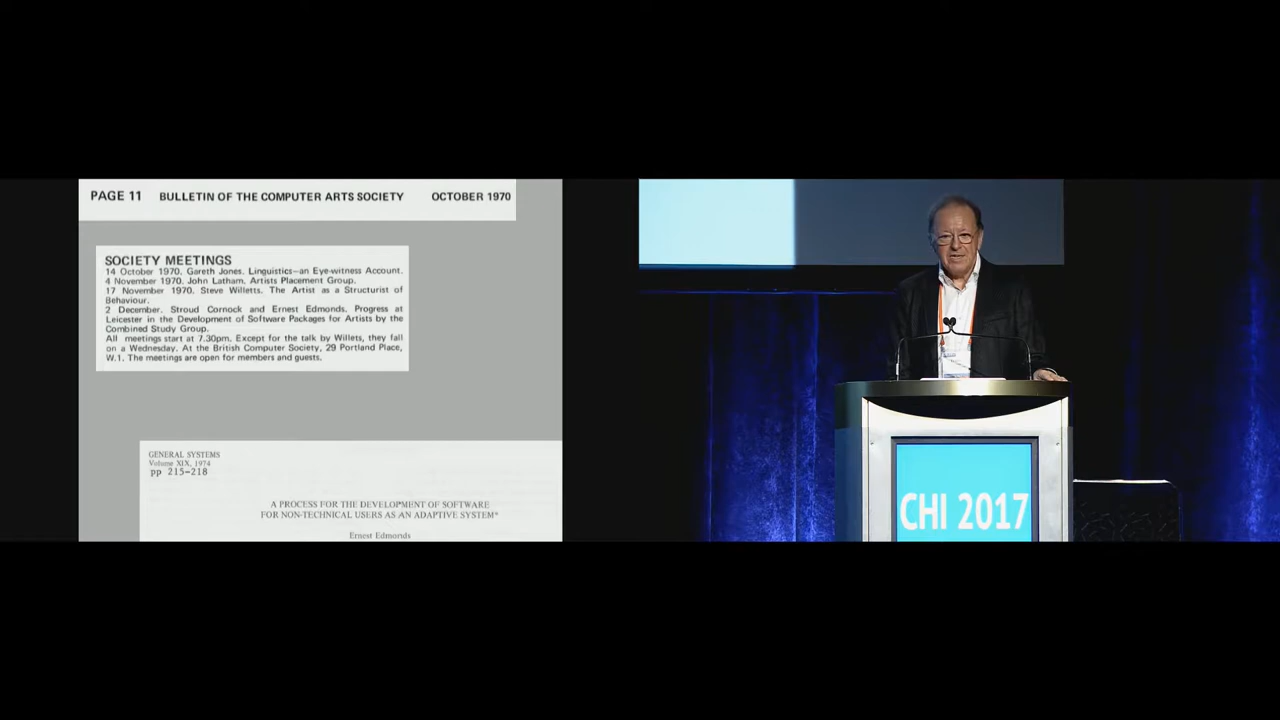 PAGE 11 BULLETIN OF THE COMPUTER ARTS SOCIETY OCTOBER 1970
SOCIETY MEETINGS
14 October 1970. Gareth Jones. Linguistics—an Eye-witness Account.
4 November 1970. John Latham. Artists Placement Group.
17 November 1970. Steve Willetts. The Artist as a Structurist of
Behaviour.
2 December. Stroud Cornock and Ernest Edmonds. Progress at
Leicester in the Development of Software Packages for Artists by the
Combined Study Group.
All meetings start at 7.30pm. Except for the talk by Willets, they fall
on a Wednesday. At the British Computer Society, 29 Portland Place,
W.1. The meetings are open for members and guests.
GENERAL SYSTEMS
Volume XIX, 1974
pp 215-218
A PROCESS FOR THE DEVELOPMENT OF SOFTWARE
FOR NON-TECHNICAL USERS AS AN ADAPTIVE SYSTEM*
Ernest Edmonds
CHI 2017